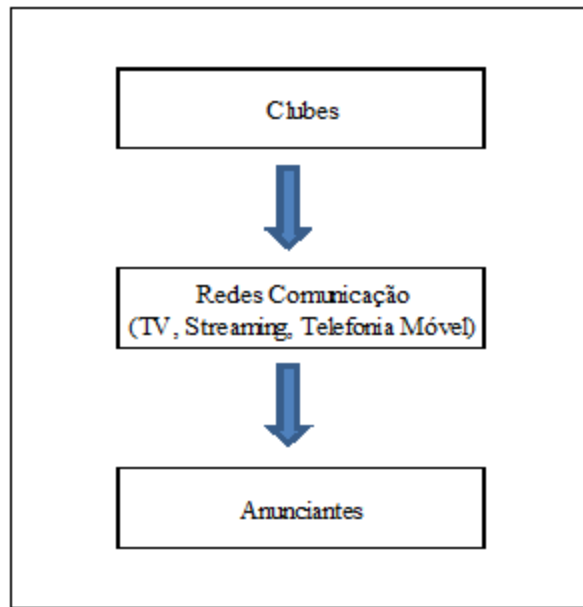 Clubes
Redes Comunicação
(TV, Streaming, Telefonia Móvel)
Anunciantes